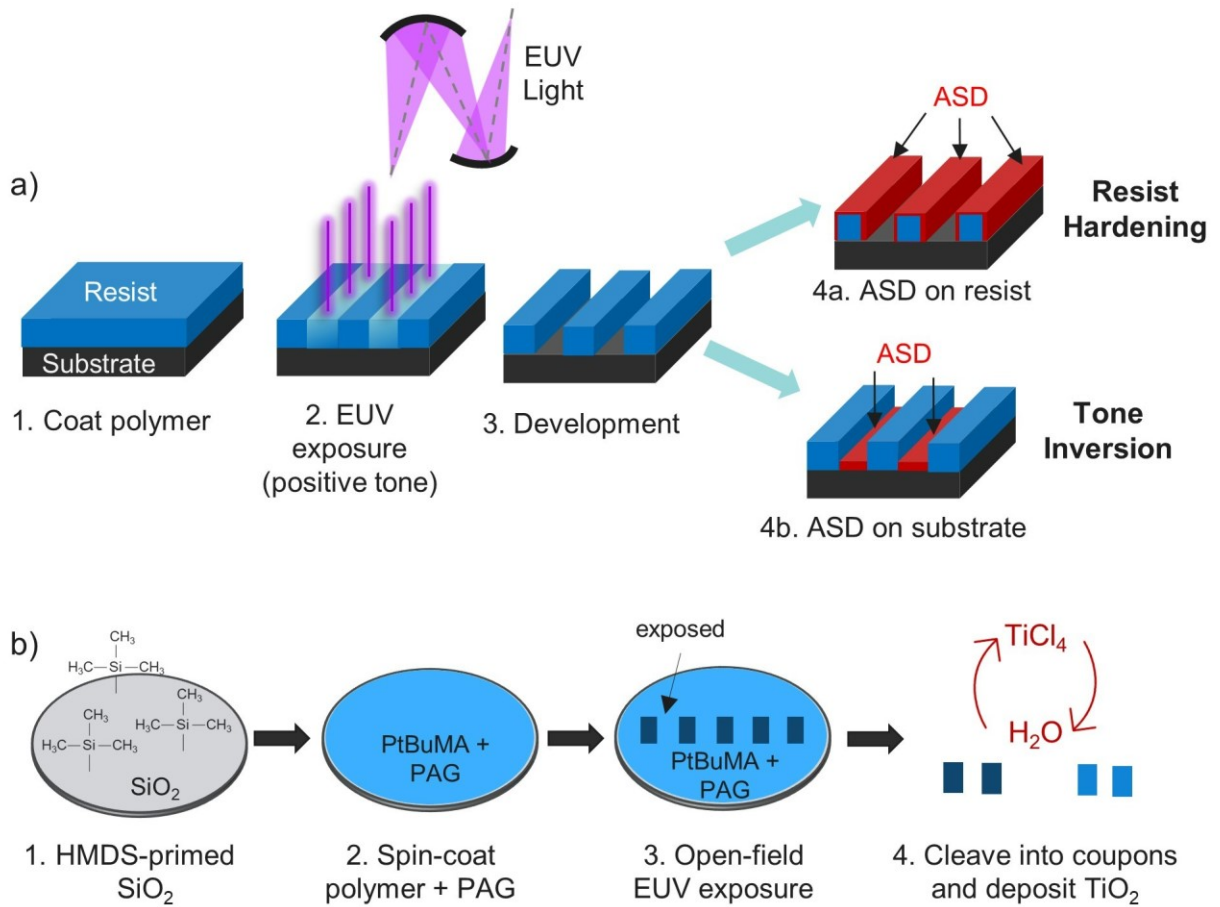 a)
EUV
Light
Resist
Substrate
1. Coat polymer
2. EUV
exposure
(positive tone)
3. Development
ASD
4a. ASD on resist
Resist
Hardening
ASD
4b. ASD on substrate
Tone
Inversion
b)
CH₃
H₃C—Si—CH₃
CH₃
H₃C—Si—CH₃
CH₃
H₃C—Si—CH₃
SiO₂
1. HMDS-primed
SiO₂
PtBuMA +
PAG
2. Spin-coat
polymer + PAG
exposed
PtBuMA +
PAG
3. Open-field
EUV exposure
TiCl₄
H₂O
4. Cleave into coupons
and deposit TiO₂